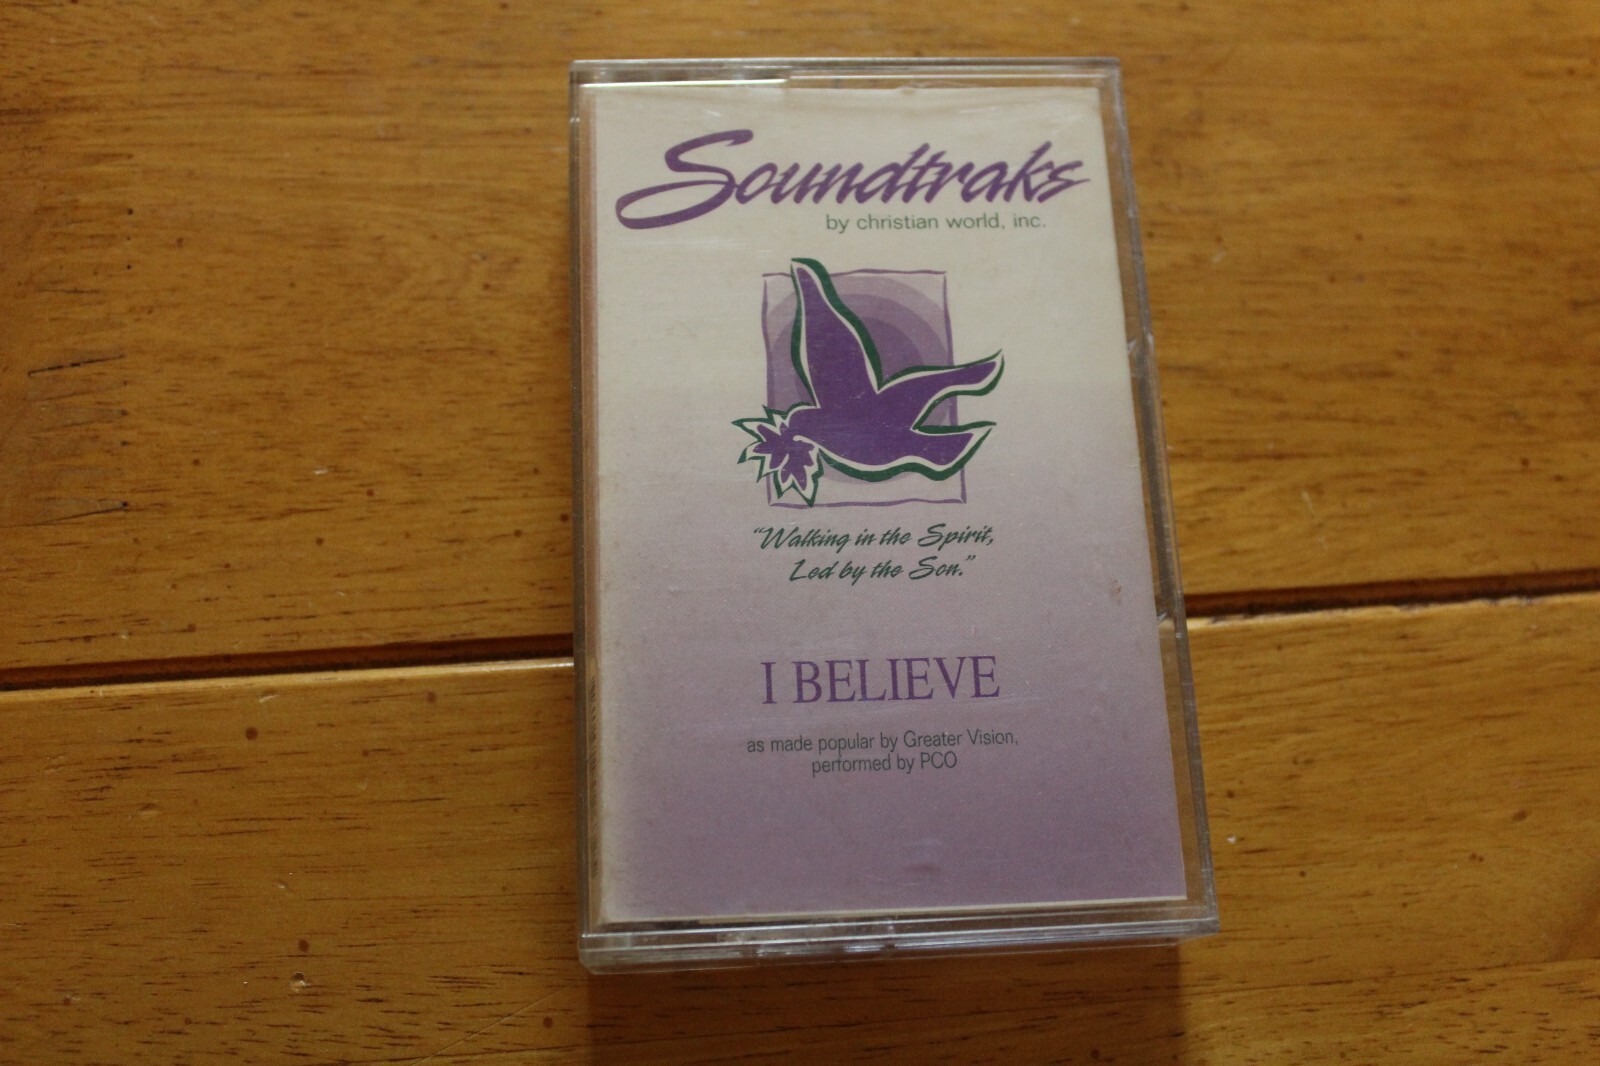 Soundtraks
by christian world, inc.
"Walking in the Spirit,
Led by the Son."
I BELIEVE
as made popular by Greater Vision,
performed by PCO